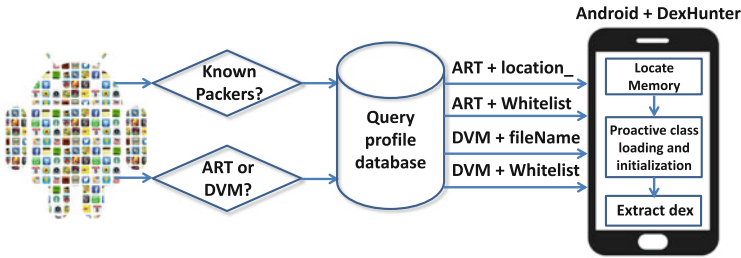 Android + DexHunter
Known
Packers?
ART or
DVM?
Query
profile
database
ART + location_
ART + Whitelist
DVM + fileName
DVM + Whitelist
Locate
Memory
Proactive class
loading and
initialization
Extract dex